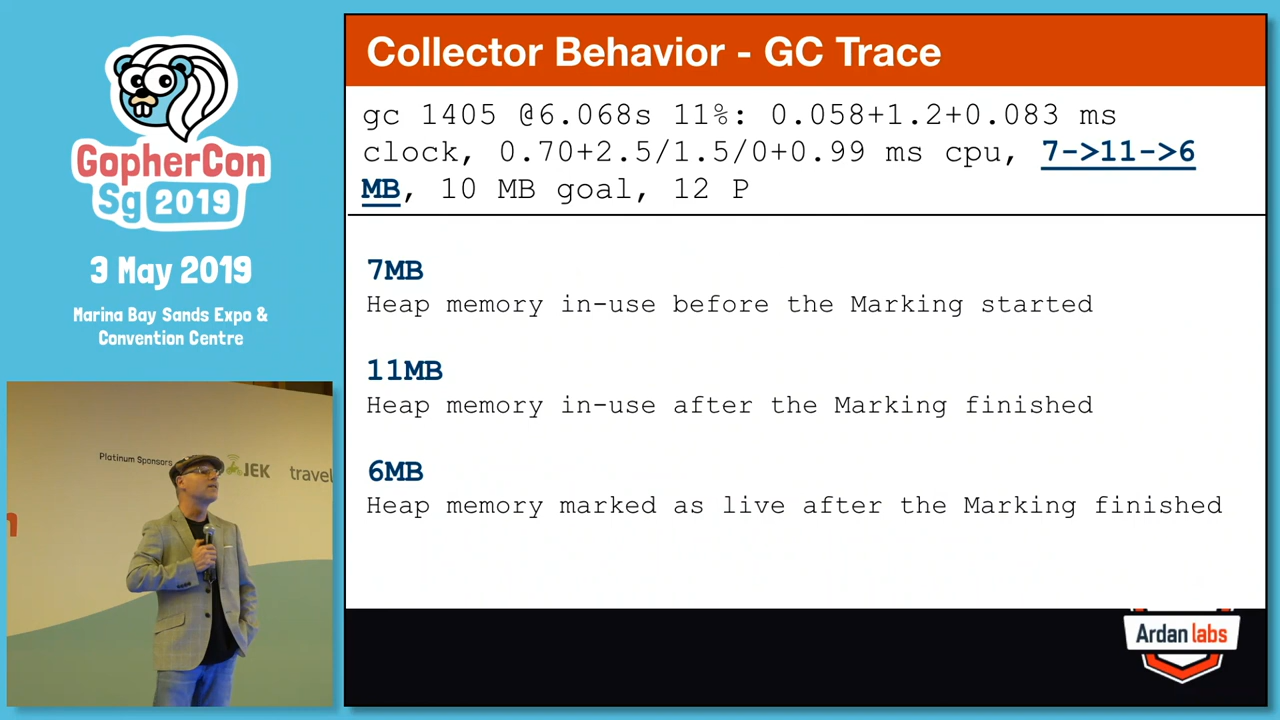 GopherCon
Sg 2019
3 May 2019
Marina Bay Sands Expo &
Convention Centre
Platinum Sponsors
JEK
travel
Collector Behavior - GC Trace
gc 1405 @6.068s 11%: 0.058+1.2+0.083 ms
clock, 0.70+2.5/1.5/0+0.99 ms cpu, 7->11->6
MB, 10 MB goal, 12 P
7MB
Heap memory in-use before the Marking started
11MB
Heap memory in-use after the Marking finished
6MB
Heap memory marked as live after the Marking finished
Ardan labs